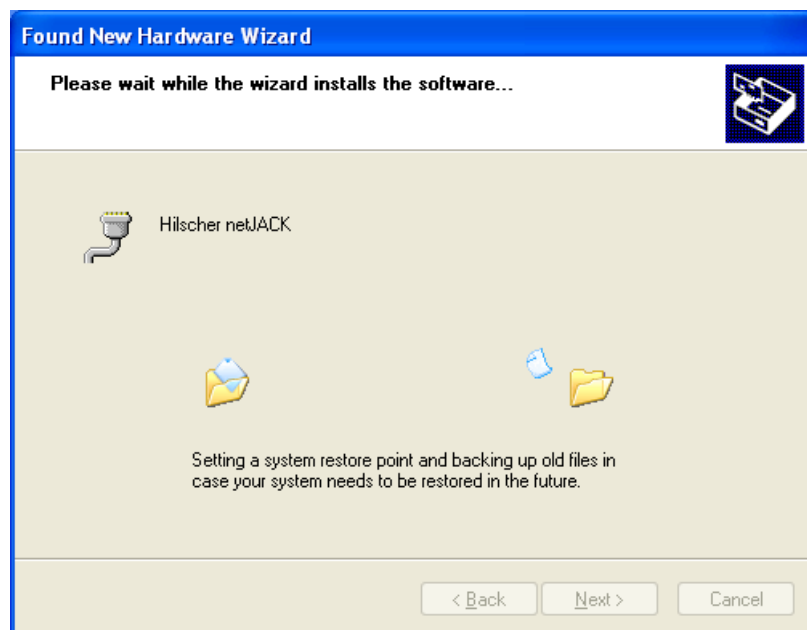 Found New Hardware Wizard
Please wait while the wizard installs the software...
Hilscher netJACK
Setting a system restore point and backing up old files in
case your system needs to be restored in the future.
< Back Next > Cancel